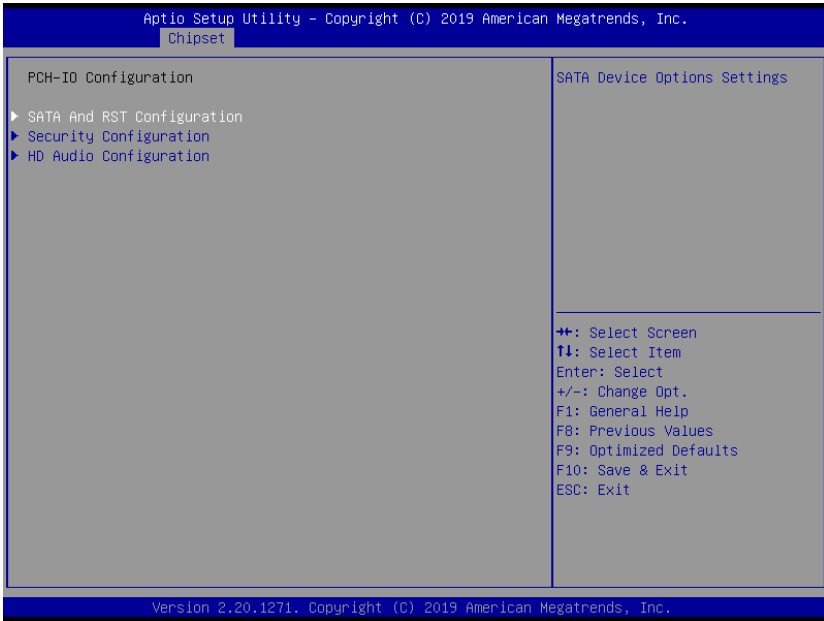 Aptio Setup Utility – Copyright (C) 2019 American Megatrends, Inc.
Chipset
PCH-IO Configuration
▶ SATA And RST Configuration
▶ Security Configuration
▶ HD Audio Configuration
SATA Device Options Settings
→←: Select Screen
↑↓: Select Item
Enter: Select
+/-: Change Opt.
F1: General Help
F8: Previous Values
F9: Optimized Defaults
F10: Save & Exit
ESC: Exit
Version 2.20.1271. Copyright (C) 2019 American Megatrends, Inc.